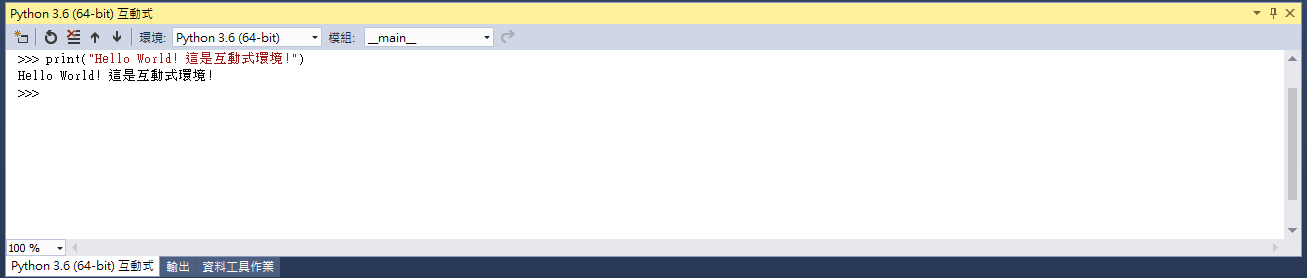 Python 3.6 (64-bit) 互動式
環境: Python 3.6 (64-bit) 模組: __main__
>>> print("Hello World! 這是互動式環境!")
Hello World! 這是互動式環境!
>>>
100 %
Python 3.6 (64-bit) 互動式 輸出 資料工具作業